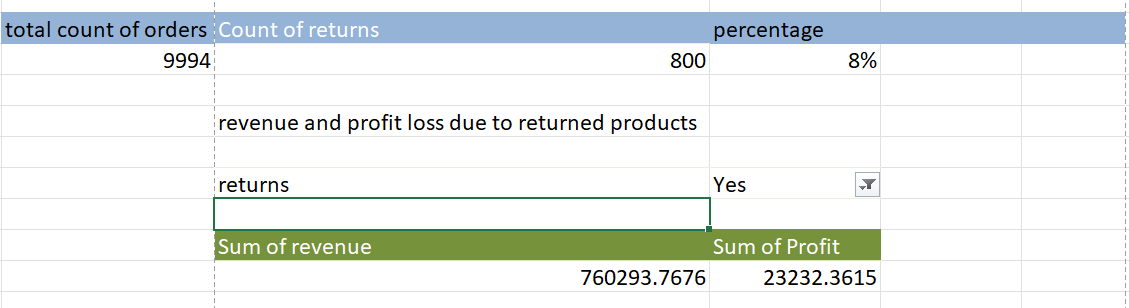 total count of orders Count of returns percentage
9994 800 8%
revenue and profit loss due to returned products
returns Yes
Sum of revenue Sum of Profit
760293.7676 23232.3615